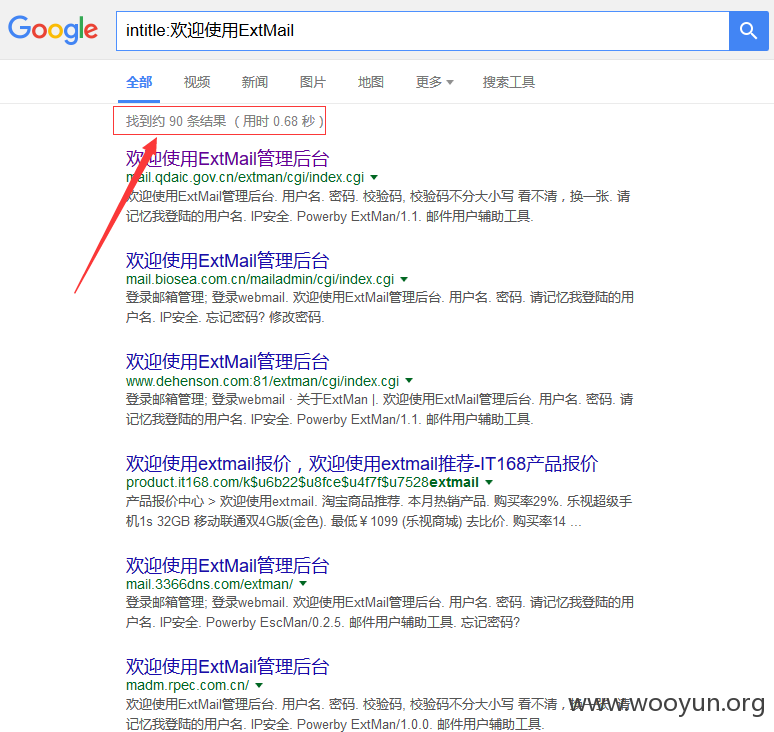 Google
intitle:欢迎使用ExtMail
全部 视频 新闻 图片 地图 更多 搜索工具
找到约 90 条结果 （用时 0.68 秒）
欢迎使用ExtMail管理后台
mail.qdaic.gov.cn/extman/cgi/index.cgi
欢迎使用ExtMail管理后台. 用户名. 密码. 校验码, 校验码不分大小写 看不清，换一张. 请
记忆我登陆的用户名. IP安全. Powerby ExtMan/1.1. 邮件用户辅助工具.
欢迎使用ExtMail管理后台
mail.biosea.com.cn/mailadmin/cgi/index.cgi
登录邮箱管理; 登录webmail. 欢迎使用ExtMail管理后台. 用户名. 密码. 请记忆我登陆的用
户名. IP安全. 忘记密码? 修改密码.
欢迎使用ExtMail管理后台
www.dehenson.com:81/extman/cgi/index.cgi
登录邮箱管理; 登录webmail · 关于ExtMan |. 欢迎使用ExtMail管理后台. 用户名. 密码. 请
记忆我登陆的用户名. IP安全. Powerby ExtMan/1.1. 邮件用户辅助工具.
欢迎使用extmail报价，欢迎使用extmail推荐-IT168产品报价
product.it168.com/k$u6b22$u8fce$u4f7f$u7528extmail
产品报价中心 > 欢迎使用extmail. 淘宝商品推荐. 本月热销产品. 购买率29%. 乐视超级手
机1s 32GB 移动联通双4G版(金色). 最低￥1099 (乐视商城) 去比价. 购买率14 ...
欢迎使用ExtMail管理后台
mail.3366dns.com/extman/
登录邮箱管理; 登录webmail. 欢迎使用ExtMail管理后台. 用户名. 密码. 请记忆我登陆的用
户名. IP安全. Powerby EscMan/0.2.5. 邮件用户辅助工具. 忘记密码?
欢迎使用ExtMail管理后台
madm.rpec.com.cn/
欢迎使用ExtMail管理后台. 用户名. 密码. 校验码, 校验码不分大小写 看不清，换一张. 请
记忆我登陆的用户名. IP安全. Powerby ExtMan/1.0.0. 邮件用户辅助工具.
www.wooyun.org